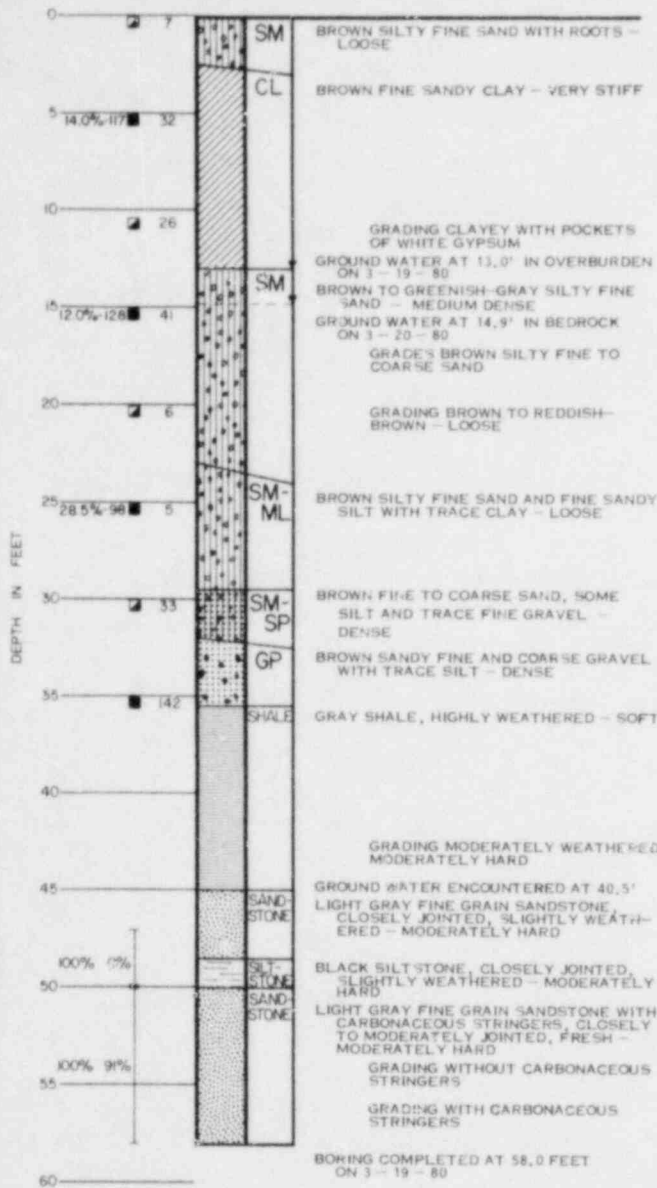 0
7
SM
BROWN SILTY FINE SAND WITH ROOTS –
LOOSE
CL
BROWN FINE SANDY CLAY – VERY STIFF
5
14.0%-117
32
10
26
GRADING CLAYEY WITH POCKETS
OF WHITE GYPSUM
GROUND WATER AT 13.0' IN OVERBURDEN
ON 3 – 19 – 80
SM
BROWN TO GREENISH-GRAY SILTY FINE
SAND – MEDIUM DENSE
15
12.0%-128
41
GROUND WATER AT 14.9' IN BEDROCK
ON 3 – 20 – 80
GRADES BROWN SILTY FINE TO
COARSE SAND
20
6
GRADING BROWN TO REDDISH-
BROWN – LOOSE
25
28.5%-98
5
SM-
ML
BROWN SILTY FINE SAND AND FINE SANDY
SILT WITH TRACE CLAY – LOOSE
DEPTH IN FEET
30
33
SM-
SP
BROWN FINE TO COARSE SAND, SOME
SILT AND TRACE FINE GRAVEL –
DENSE
GP
BROWN SANDY FINE AND COARSE GRAVEL
WITH TRACE SILT – DENSE
35
142
SHALE
GRAY SHALE, HIGHLY WEATHERED – SOFT
40
GRADING MODERATELY WEATHERED
MODERATELY HARD
45
GROUND WATER ENCOUNTERED AT 40.5'
SAND-
STONE
LIGHT GRAY FINE GRAIN SANDSTONE,
CLOSELY JOINTED, SLIGHTLY WEATH-
ERED – MODERATELY HARD
100% 0%
SILT-
STONE
BLACK SILTSTONE, CLOSELY JOINTED,
SLIGHTLY WEATHERED – MODERATELY
HARD
50
SAND-
STONE
LIGHT GRAY FINE GRAIN SANDSTONE WITH
CARBONACEOUS STRINGERS, CLOSELY
TO MODERATELY JOINTED, FRESH –
MODERATELY HARD
100% 91%
GRADING WITHOUT CARBONACEOUS
STRINGERS
55
GRADING WITH CARBONACEOUS
STRINGERS
BORING COMPLETED AT 58.0 FEET
ON 3 – 19 – 80
60